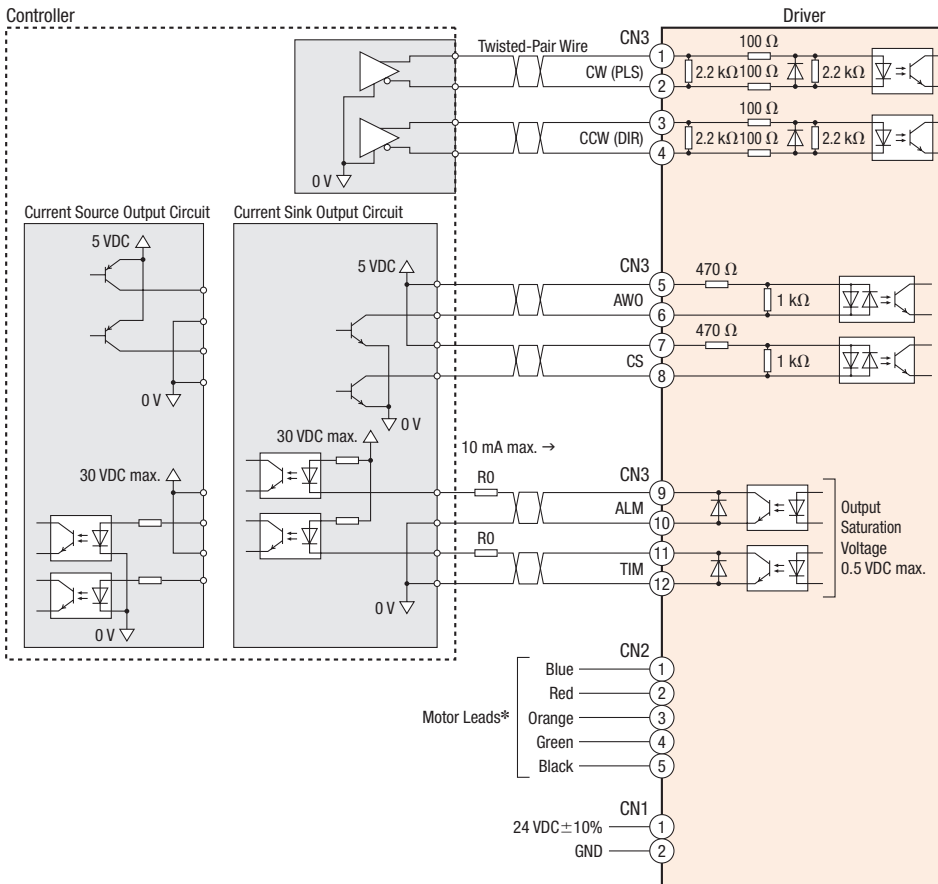 Controller
Driver
Twisted-Pair Wire
CN3
1
CW (PLS)
2
100 Ω
2.2 kΩ 100 Ω 2.2 kΩ
3
CCW (DIR)
4
100 Ω
2.2 kΩ 100 Ω 2.2 kΩ
0 V
Current Source Output Circuit
5 VDC
0 V
30 VDC max.
0 V
Current Sink Output Circuit
5 VDC
0 V
30 VDC max.
0 V
CN3
5
AWO
6
470 Ω
1 kΩ
7
CS
8
470 Ω
1 kΩ
10 mA max. →
R0
CN3
9
ALM
10
R0
11
TIM
12
Output
Saturation
Voltage
0.5 VDC max.
CN2
Motor Leads*
Blue 1
Red 2
Orange 3
Green 4
Black 5
CN1
24 VDC±10% 1
GND 2